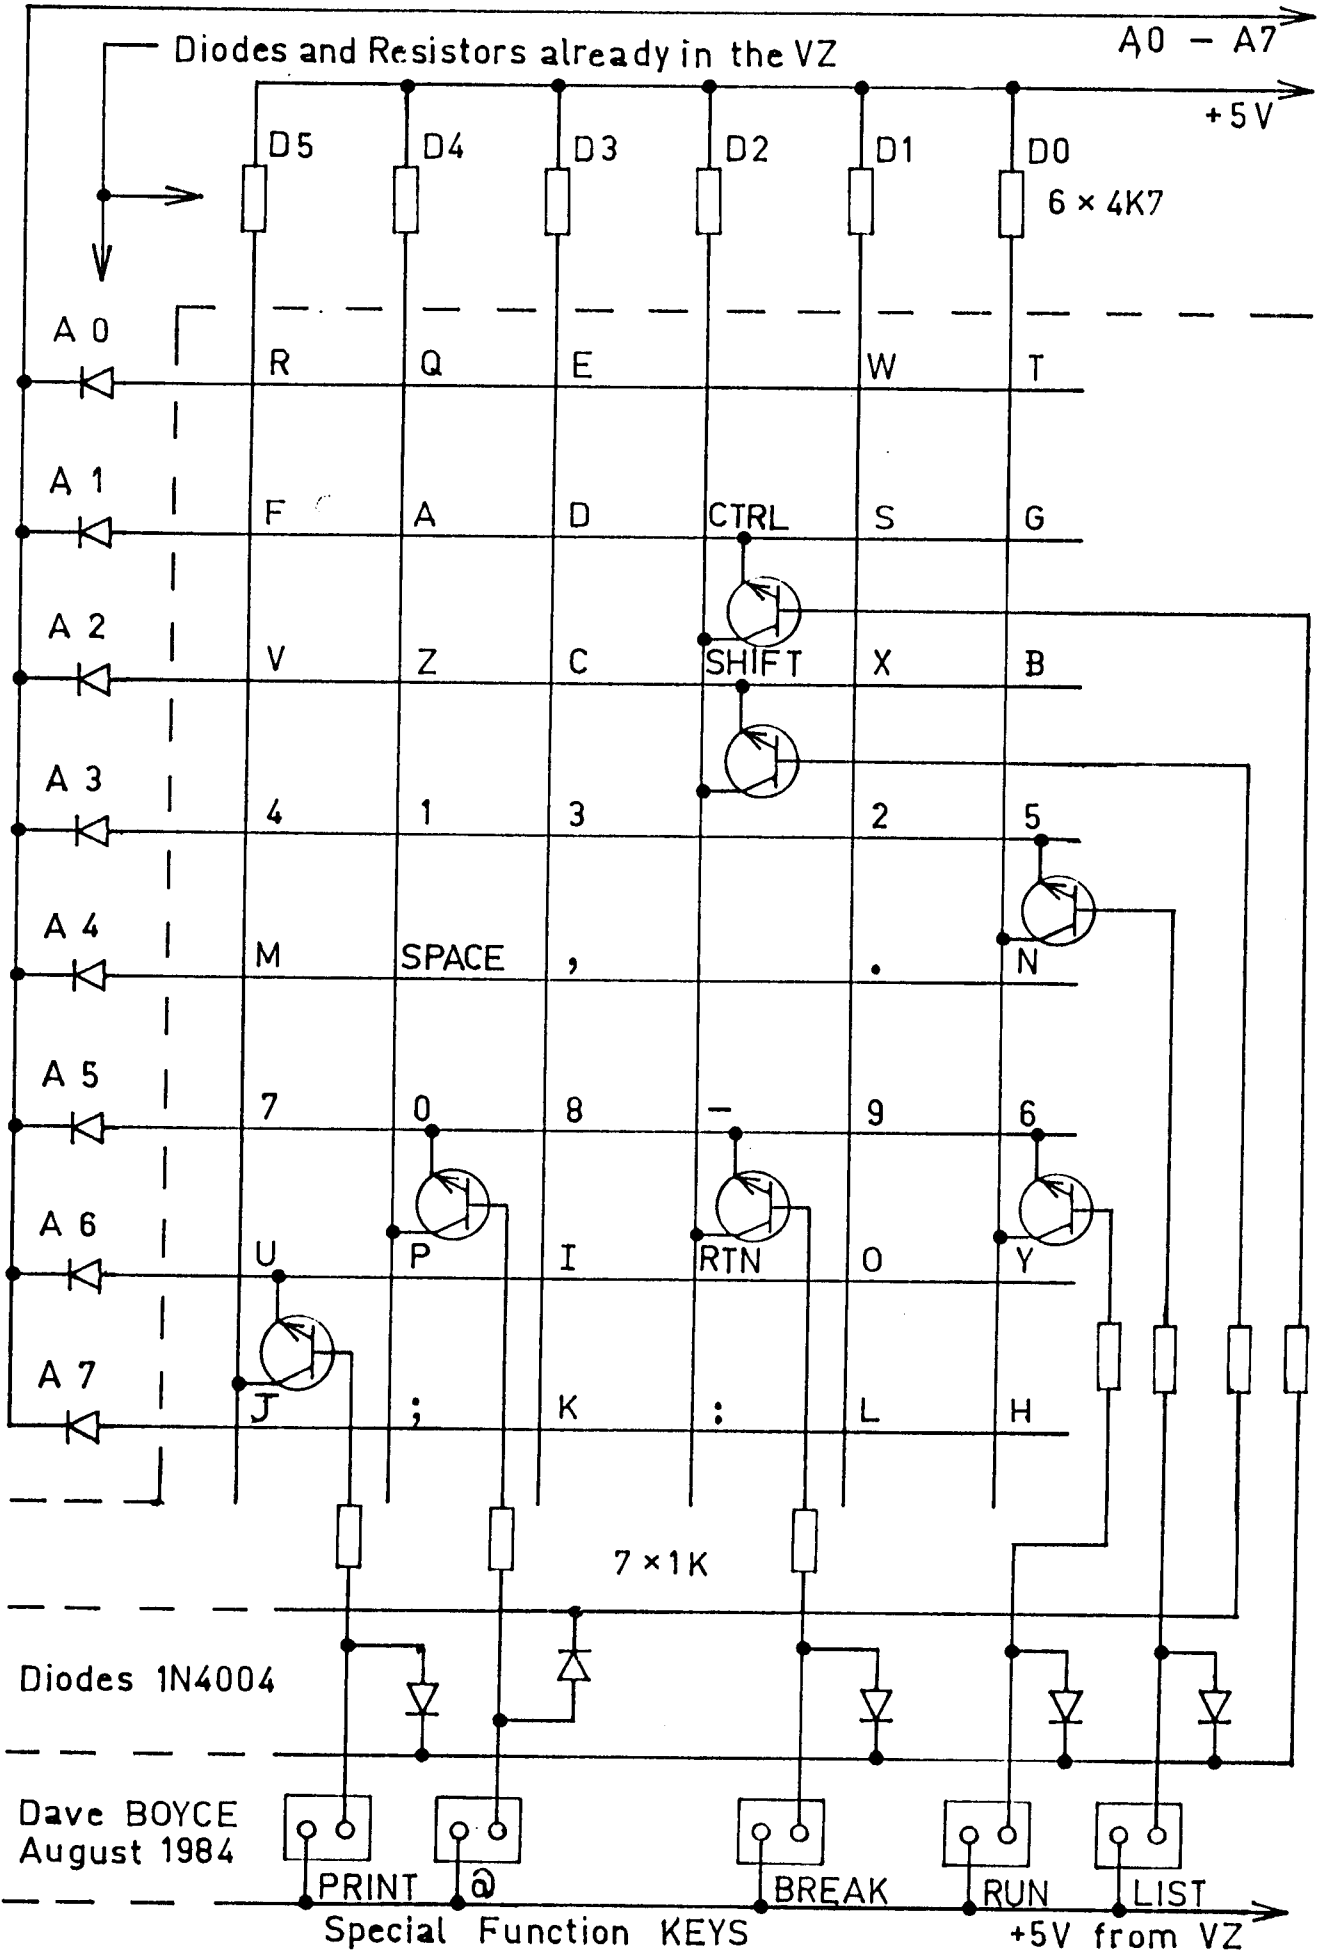 A0 - A7
Diodes and Resistors already in the VZ
+5V
D5 D4 D3 D2 D1 D0
6 × 4K7
A 0
R Q E W T
A 1
F A D CTRL S G
A 2
V Z C SHIFT X B
A 3
4 1 3 2 5
A 4
M SPACE , . N
A 5
7 0 8 - 9 6
A 6
U P I RTN O Y
A 7
J ; K : L H
7 × 1K
Diodes 1N4004
Dave BOYCE
August 1984
PRINT @ BREAK RUN LIST
Special Function KEYS
+5V from VZ